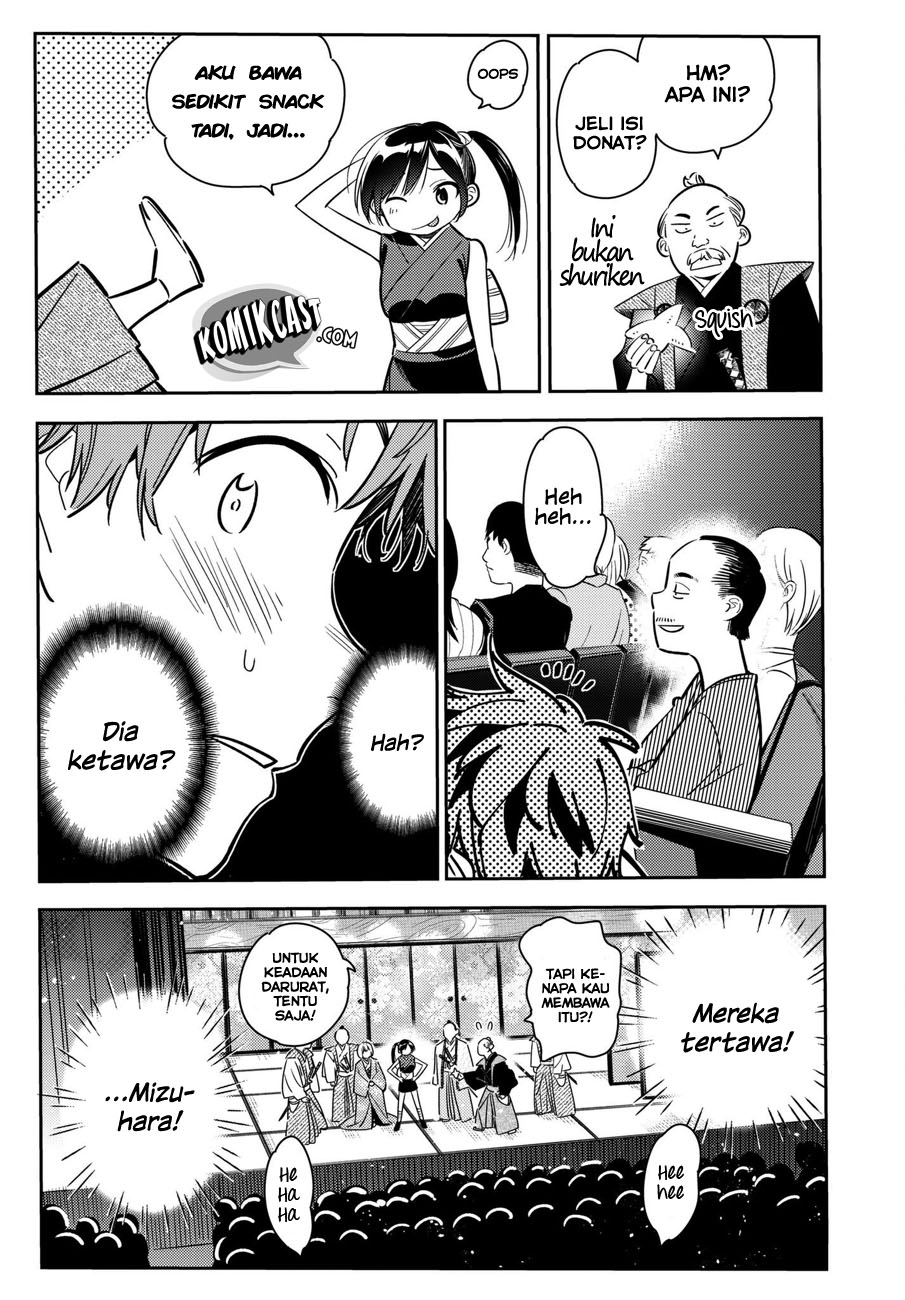 HM?
APA INI?
JELI ISI
DONAT?
Ini
bukan
shuriken
Squish
OOPS
AKU BAWA
SEDIKIT SNACK
TADI, JADI...
KOMIKCAST
.COM
Heh
heh...
Hah?
Dia
ketawa?
Mereka
tertawa!
TAPI KE-
NAPA KAU
MEMBAWA
ITU?!
UNTUK
KEADAAN
DARURAT,
TENTU
SAJA!
...Mizu-
hara!
Hee
hee
He
Ha
Ha